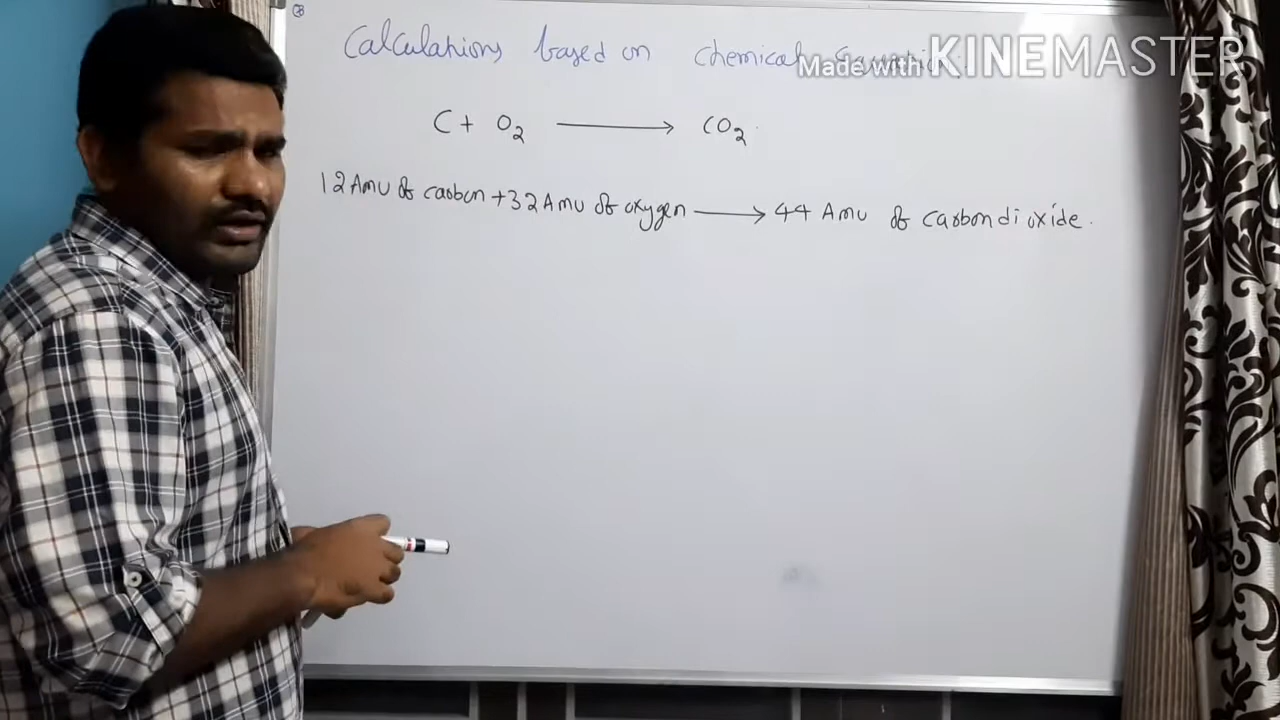 Calculations based on chemical
Made with KINEMASTER
C + O2 → CO2
12 Amu of carbon + 32 Amu of oxygen → 44 Amu of carbondioxide.